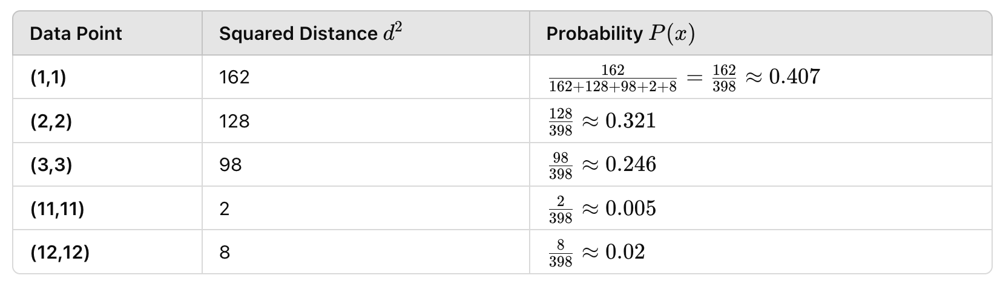 Data Point Squared Distance $d^2$ Probability $P(x)$
(1,1) 162 $\frac{162}{162+128+98+2+8} = \frac{162}{398} \approx 0.407$
(2,2) 128 $\frac{128}{398} \approx 0.321$
(3,3) 98 $\frac{98}{398} \approx 0.246$
(11,11) 2 $\frac{2}{398} \approx 0.005$
(12,12) 8 $\frac{8}{398} \approx 0.02$